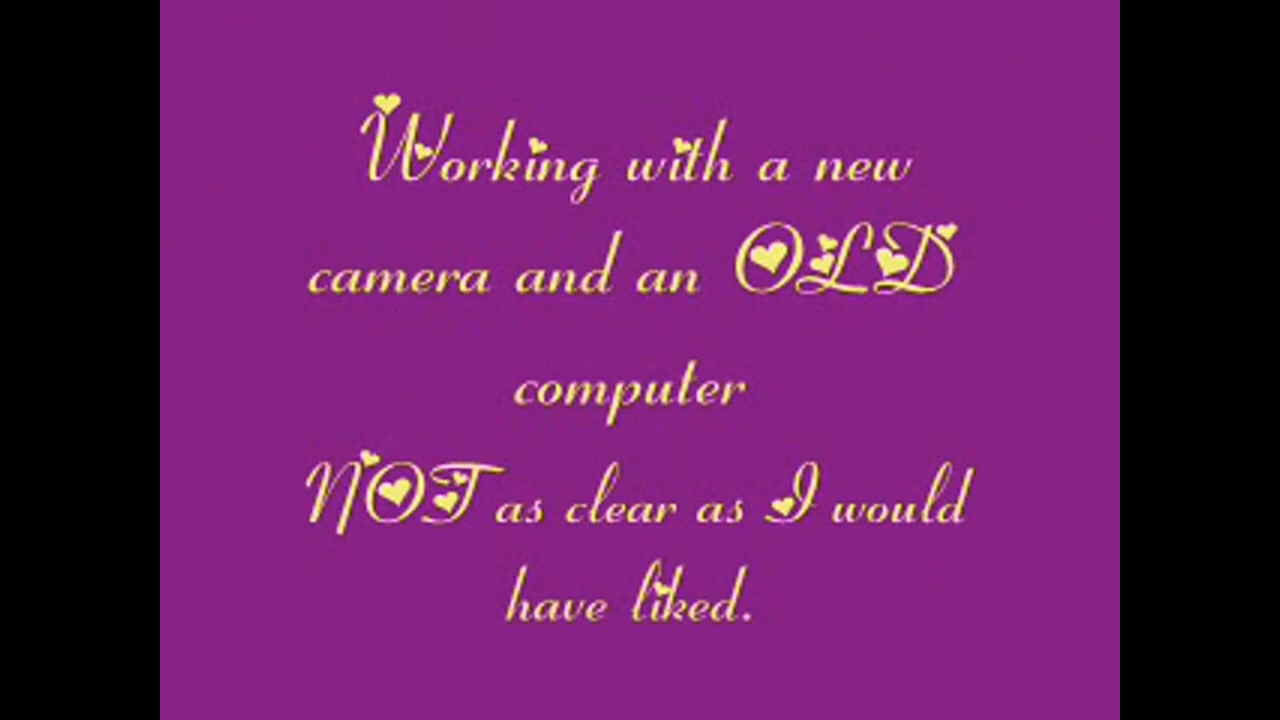 Working with a new
camera and an OLD
computer
NOT as clear as I would
have liked.